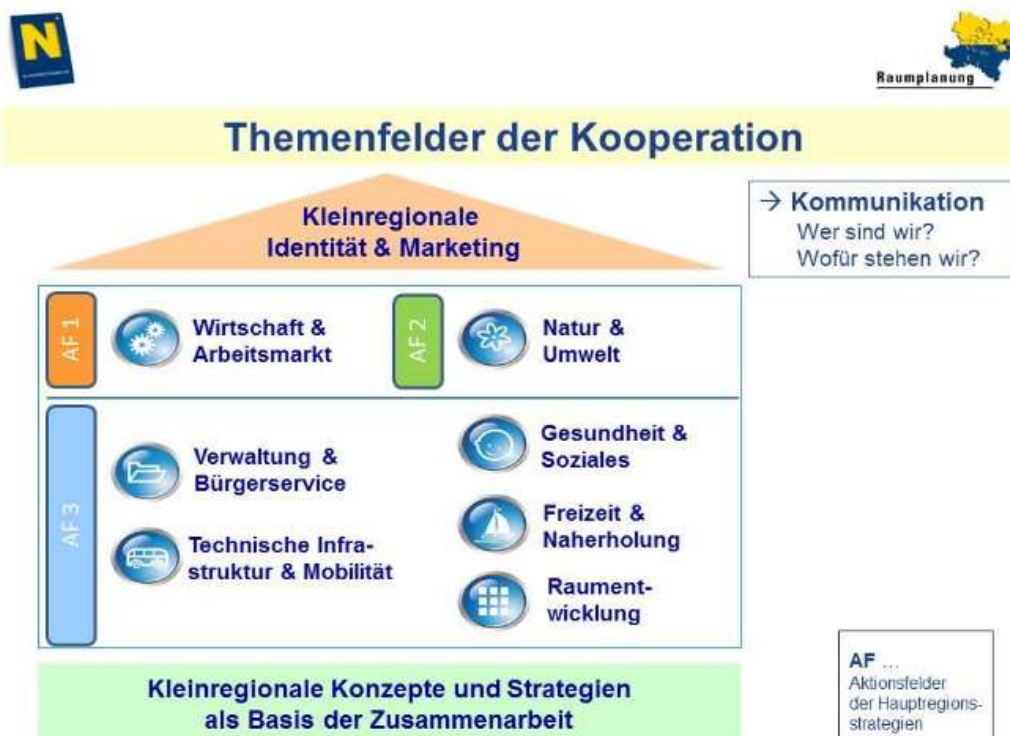 N
Raumplanung
Themenfelder der Kooperation
Kleinregionale
Identität & Marketing
→ Kommunikation
Wer sind wir?
Wofür stehen wir?
AF 1
Wirtschaft &
Arbeitsmarkt
AF 2
Natur &
Umwelt
AF 3
Verwaltung &
Bürgerservice
Technische Infra-
struktur & Mobilität
Gesundheit &
Soziales
Freizeit &
Naherholung
Raument-
wicklung
Kleinregionale Konzepte und Strategien
als Basis der Zusammenarbeit
AF ...
Aktionsfelder
der Hauptregions-
strategien